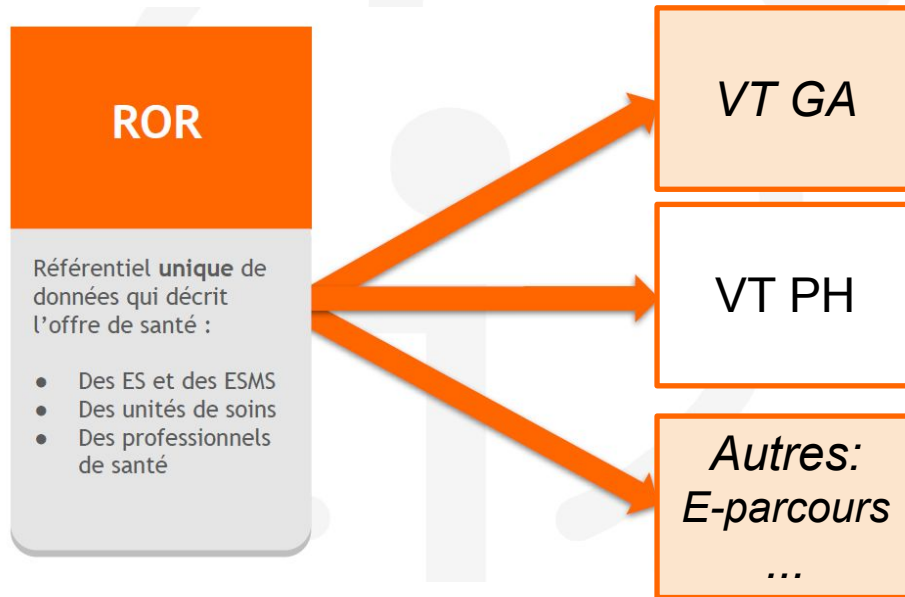 ROR
Référentiel unique de
données qui décrit
l'offre de santé :
● Des ES et des ESMS
● Des unités de soins
● Des professionnels
de santé
VT GA
VT PH
Autres:
E-parcours
...